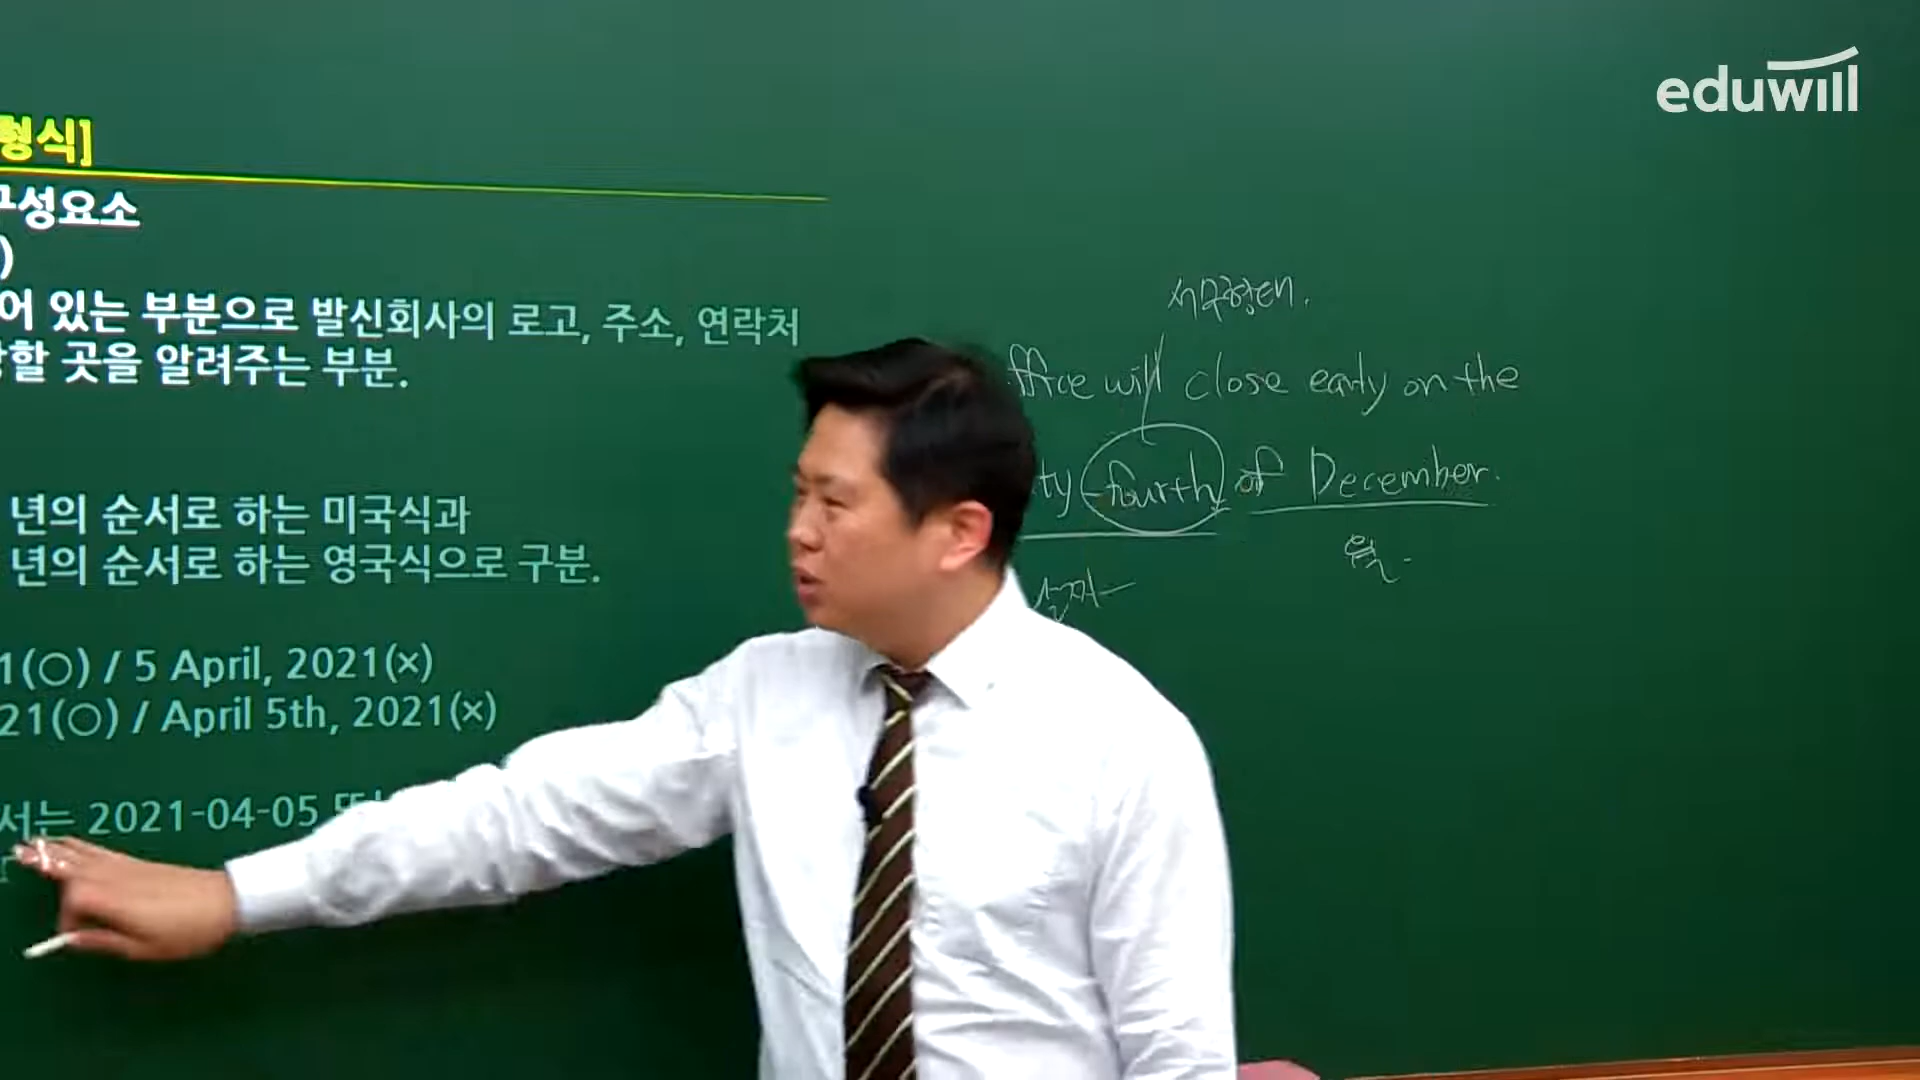 eduwill
형식]
구성요소
)
어 있는 부분으로 발신회사의 로고, 주소, 연락처
할 곳을 알려주는 부분.
년의 순서로 하는 미국식과
년의 순서로 하는 영국식으로 구분.
1(○) / 5 April, 2021(×)
21(○) / April 5th, 2021(×)
서는 2021-04-05 또
서수형태.
ffice will close early on the
ty-fourth of December.
월.